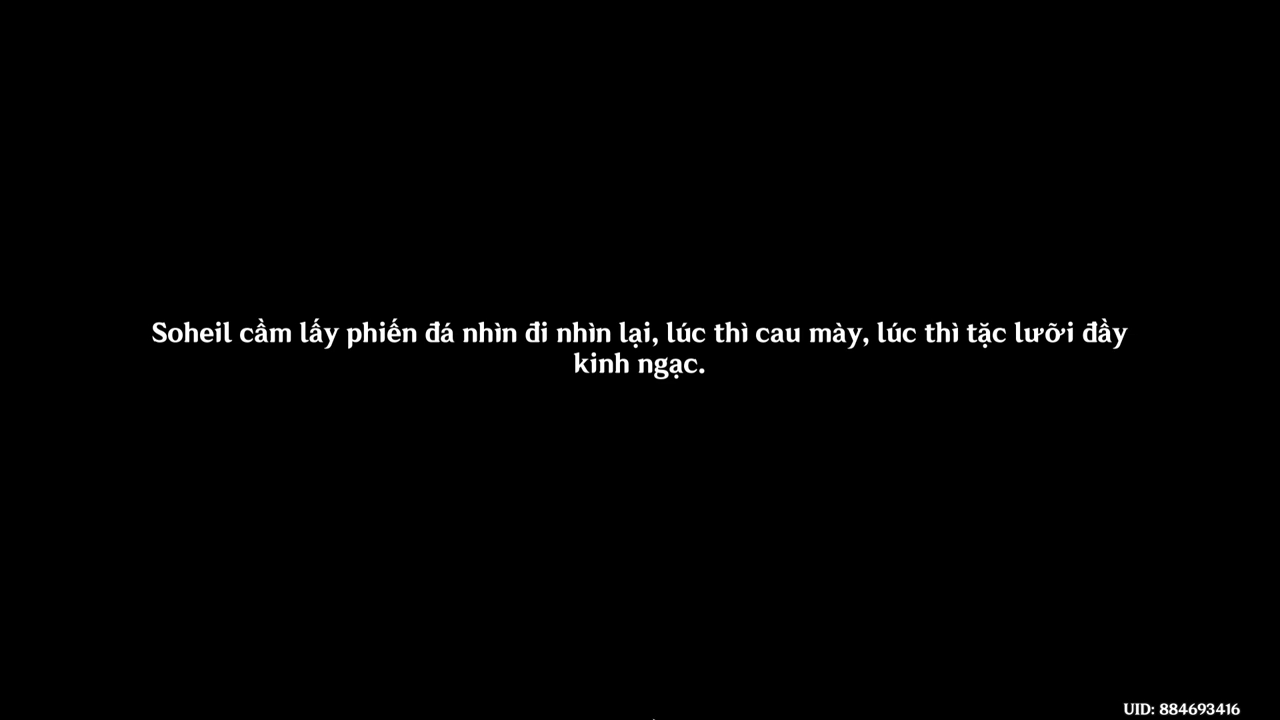 Soheil cầm lấy phiến đá nhìn đi nhìn lại, lúc thì cau mày, lúc thì tặc lưỡi đầy
kinh ngạc.
UID: 884693416